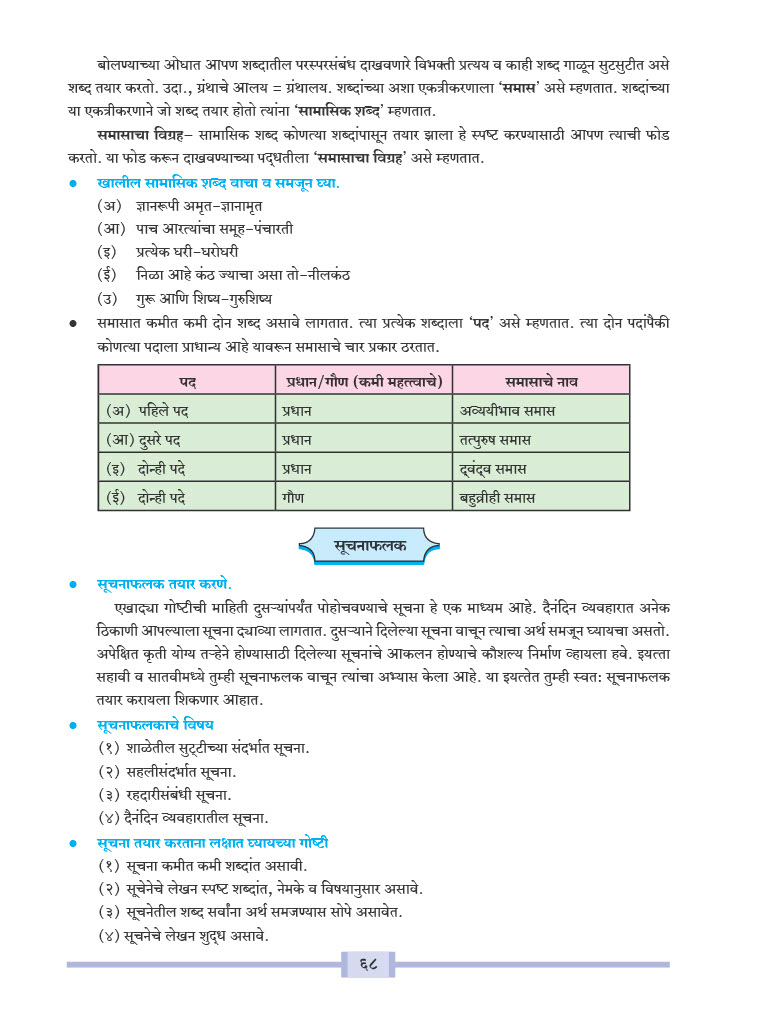 बोलण्याच्या ओघात आपण शब्दातील परस्परसंबंध दाखवणारे विभक्ती प्रत्यय व काही शब्द गाळून सुटसुटीत असे
शब्द तयार करतो. उदा., ग्रंथाचे आलय = ग्रंथालय. शब्दांच्या अशा एकत्रीकरणाला ‘समास’ असे म्हणतात. शब्दांच्या
या एकत्रीकरणाने जो शब्द तयार होतो त्यांना ‘सामासिक शब्द’ म्हणतात.
समासाचा विग्रह– सामासिक शब्द कोणत्या शब्दांपासून तयार झाला हे स्पष्ट करण्यासाठी आपण त्याची फोड
करतो. या फोड करून दाखवण्याच्या पद्धतीला ‘समासाचा विग्रह’ असे म्हणतात.
● खालील सामासिक शब्द वाचा व समजून घ्या.
(अ) ज्ञानरूपी अमृत-ज्ञानामृत
(आ) पाच आरत्यांचा समूह-पंचारती
(इ) प्रत्येक घरी-घरोघरी
(ई) निळा आहे कंठ ज्याचा असा तो-नीलकंठ
(उ) गुरू आणि शिष्य-गुरुशिष्य
● समासात कमीत कमी दोन शब्द असावे लागतात. त्या प्रत्येक शब्दाला ‘पद’ असे म्हणतात. त्या दोन पदांपैकी
कोणत्या पदाला प्राधान्य आहे यावरून समासाचे चार प्रकार ठरतात.
पद प्रधान/गौण (कमी महत्त्वाचे) समासाचे नाव
(अ) पहिले पद प्रधान अव्ययीभाव समास
(आ) दुसरे पद प्रधान तत्पुरुष समास
(इ) दोन्ही पदे प्रधान द्वंद्व समास
(ई) दोन्ही पदे गौण बहुव्रीही समास
सूचनाफलक
● सूचनाफलक तयार करणे.
एखाद्या गोष्टीची माहिती दुसऱ्यांपर्यंत पोहोचवण्याचे सूचना हे एक माध्यम आहे. दैनंदिन व्यवहारात अनेक
ठिकाणी आपल्याला सूचना द्याव्या लागतात. दुसऱ्याने दिलेल्या सूचना वाचून त्याचा अर्थ समजून घ्यायचा असतो.
अपेक्षित कृती योग्य तऱ्हेने होण्यासाठी दिलेल्या सूचनांचे आकलन होण्याचे कौशल्य निर्माण व्हायला हवे. इयत्ता
सहावी व सातवीमध्ये तुम्ही सूचनाफलक वाचून त्यांचा अभ्यास केला आहे. या इयत्तेत तुम्ही स्वत: सूचनाफलक
तयार करायला शिकणार आहात.
● सूचनाफलकाचे विषय
(१) शाळेतील सुट्टीच्या संदर्भात सूचना.
(२) सहलीसंदर्भात सूचना.
(३) रहदारीसंबंधी सूचना.
(४) दैनंदिन व्यवहारातील सूचना.
● सूचना तयार करताना लक्षात घ्यायच्या गोष्टी
(१) सूचना कमीत कमी शब्दांत असावी.
(२) सूचेनेचे लेखन स्पष्ट शब्दांत, नेमके व विषयानुसार असावे.
(३) सूचनेतील शब्द सर्वांना अर्थ समजण्यास सोपे असावेत.
(४) सूचनेचे लेखन शुद्ध असावे.
६८